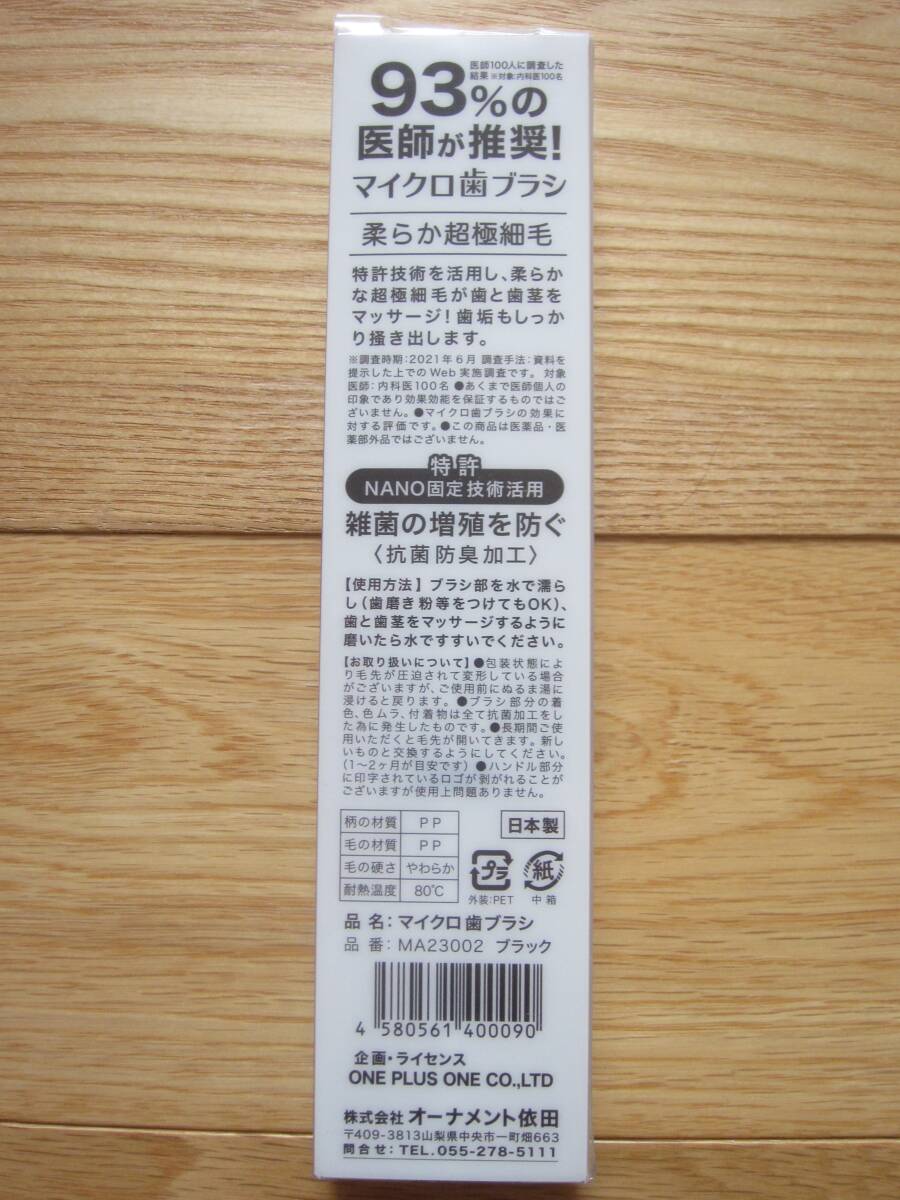 医師100人に調査した
結果 ※対象:内科医100名
93%の
医師が推奨!
マイクロ歯ブラシ
柔らか超極細毛
特許技術を活用し、柔らか
な超極細毛が歯と歯茎を
マッサージ!歯垢もしっか
り掻き出します。
※調査時期:2021年6月 調査手法:資料を
提示した上でのWeb実施調査です。 対象
医師:内科医100名 ●あくまで医師個人の
印象であり効果効能を保証するものではご
ざいません。●マイクロ歯ブラシの効果に
対する評価です。●この商品は医薬品・医
薬部外品ではございません。
特許
NANO固定技術活用
雑菌の増殖を防ぐ
〈抗菌防臭加工〉
【使用方法】ブラシ部を水で濡ら
し(歯磨き粉等をつけてもOK)、
歯と歯茎をマッサージするように
磨いたら水ですすいでください。
【お取り扱いについて】●包装状態によ
り毛先が圧迫されて変形している場合
がございますが、ご使用前にぬるま湯に
浸けると戻ります。●ブラシ部分の着
色、色ムラ、付着物は全て抗菌加工をし
た為に発生したものです。●長期間ご使
用いただくと毛先が開いてきます。新し
いものと交換するようにしてください。
(1〜2ヶ月が目安です)●ハンドル部分
に印字されているロゴが剥がれることが
ございますが使用上問題ありません。
柄の材質 PP
毛の材質 PP
毛の硬さ やわらか
耐熱温度 80℃
日本製
プラ
外装:PET
紙
中箱
品 名:マイクロ歯ブラシ
品 番:MA23002 ブラック
4 580561 400090
企画・ライセンス
ONE PLUS ONE CO.,LTD
株式会社 オーナメント依田
〒409-3813山梨県中央市一町畑663
問合せ:TEL.055-278-5111